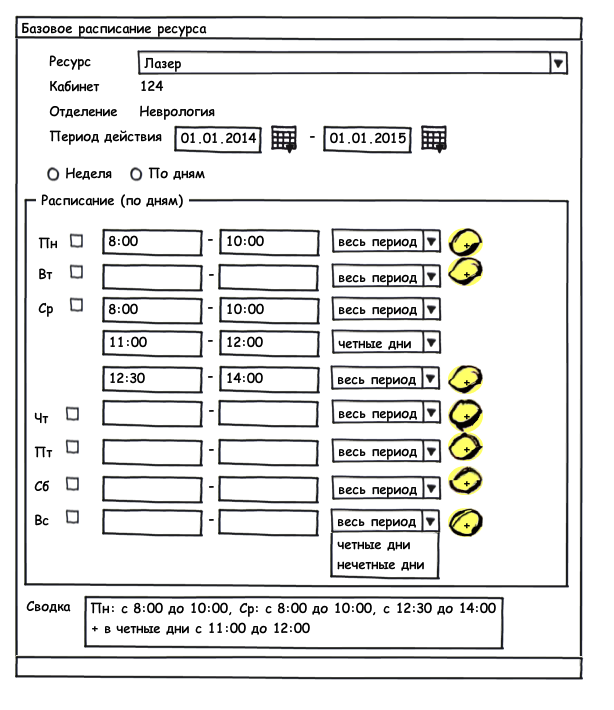 Базовое расписание ресурса
Ресурс Лазер
Кабинет 124
Отделение Неврология
Период действия 01.01.2014 - 01.01.2015
Неделя По дням
Расписание (по дням)
Пн 8:00 - 10:00 весь период +
Вт - весь период +
Ср 8:00 - 10:00 весь период
11:00 - 12:00 четные дни
12:30 - 14:00 весь период +
Чт - весь период +
Пт - весь период +
Сб - весь период +
Вс - весь период +
четные дни
нечетные дни
Сводка Пн: с 8:00 до 10:00, Ср: с 8:00 до 10:00, с 12:30 до 14:00
+ в четные дни с 11:00 до 12:00